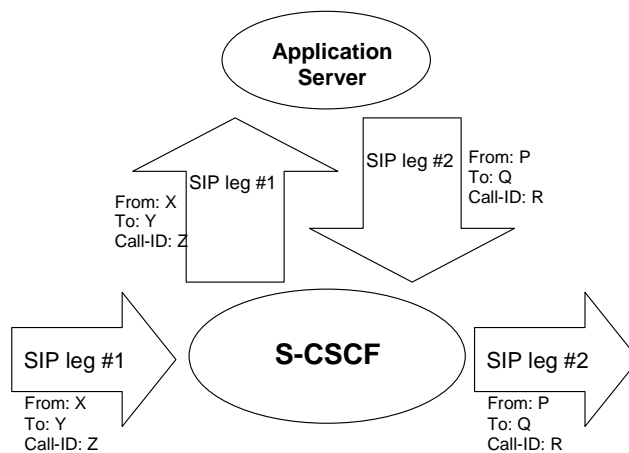 Application
Server
SIP leg #1
From: X
To: Y
Call-ID: Z
SIP leg #2
From: P
To: Q
Call-ID: R
S-CSCF
SIP leg #1
From: X
To: Y
Call-ID: Z
SIP leg #2
From: P
To: Q
Call-ID: R